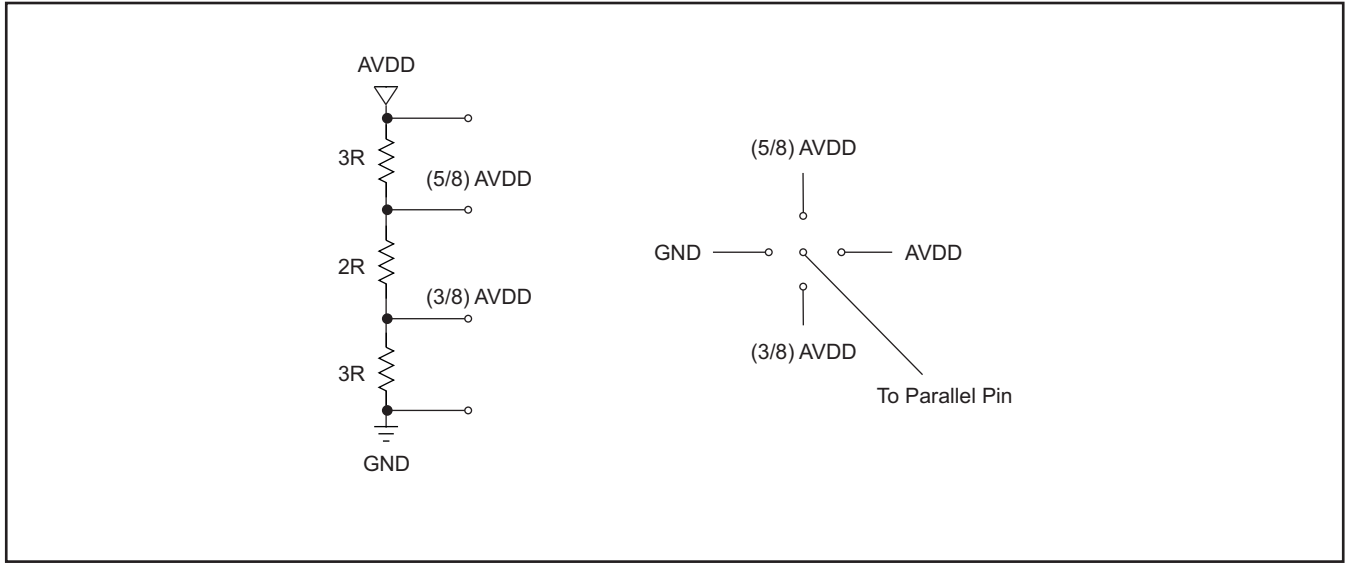 AVDD
3R
(5/8) AVDD
2R
(3/8) AVDD
3R
GND
(5/8) AVDD
GND
AVDD
(3/8) AVDD
To Parallel Pin